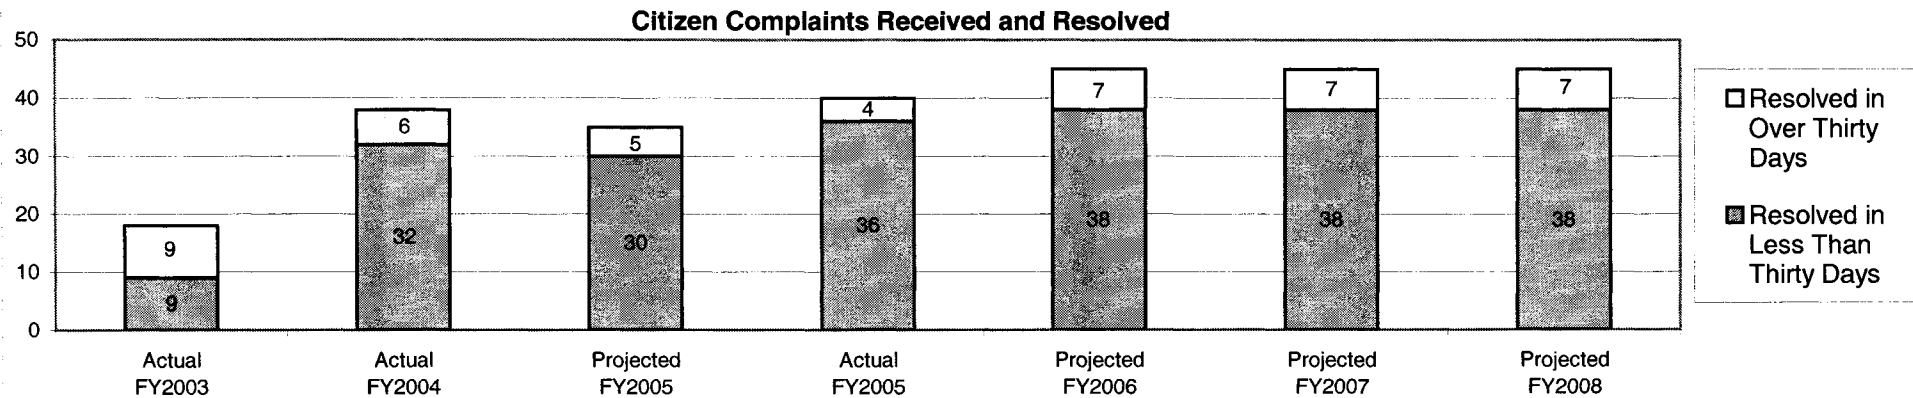 Citizen Complaints Received and Resolved
50
40
30
20
10
0
9
9
6
32
5
30
4
36
7
38
7
38
7
38
Actual
FY2003
Actual
FY2004
Projected
FY2005
Actual
FY2005
Projected
FY2006
Projected
FY2007
Projected
FY2008
Resolved in
Over Thirty
Days
Resolved in
Less Than
Thirty Days